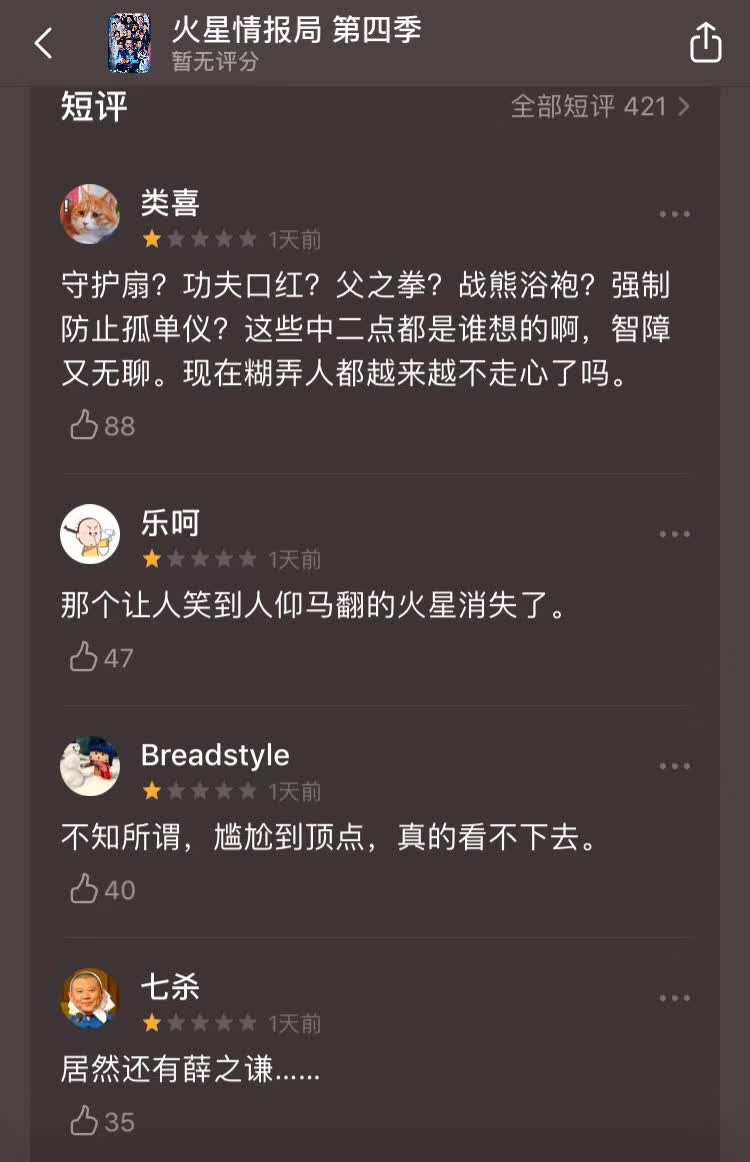 火星情报局 第四季
暂无评分
短评
全部短评 421
类喜
1天前
守护扇？功夫口红？父之拳？战熊浴袍？强制
防止孤单仪？这些中二点都是谁想的啊，智障
又无聊。现在糊弄人都越来越不走心了吗。
88
乐呵
1天前
那个让人笑到人仰马翻的火星消失了。
47
Breadstyle
1天前
不知所谓，尴尬到顶点，真的看不下去。
40
七杀
1天前
居然还有薛之谦......
35